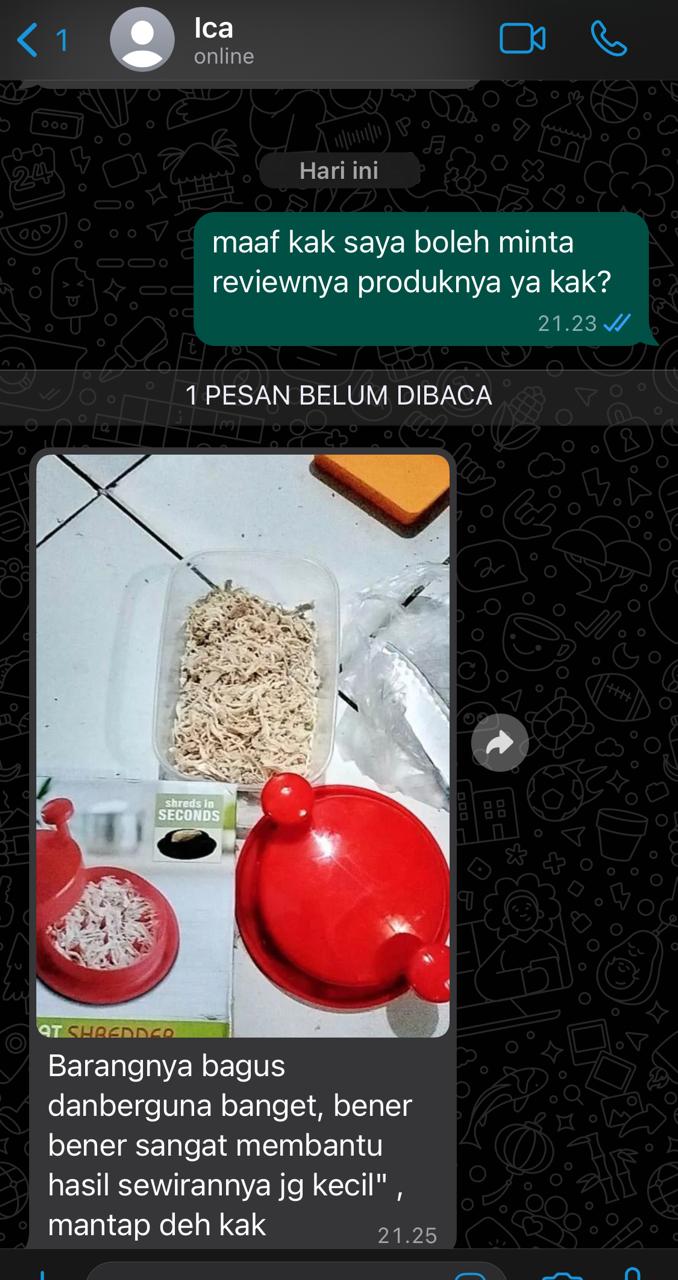 1
Ica
online
24
Hari ini
maaf kak saya boleh minta
reviewnya produknya ya kak?
21.23
1 PESAN BELUM DIBACA
shreds in
SECONDS
AT SHREDDER
Barangnya bagus
danberguna banget, bener
bener sangat membantu
hasil sewirannya jg kecil" ,
mantap deh kak
21.25